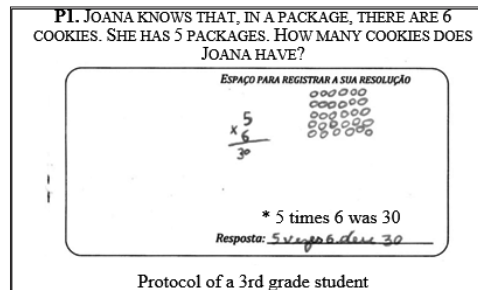 P1. JOANA KNOWS THAT, IN A PACKAGE, THERE ARE 6
COOKIES. SHE HAS 5 PACKAGES. HOW MANY COOKIES DOES
JOANA HAVE?
ESPAÇO PARA REGISTRAR A SUA RESOLUÇÃO
5
× 6
30
* 5 times 6 was 30
Resposta: 5 vezes 6 deu 30
Protocol of a 3rd grade student